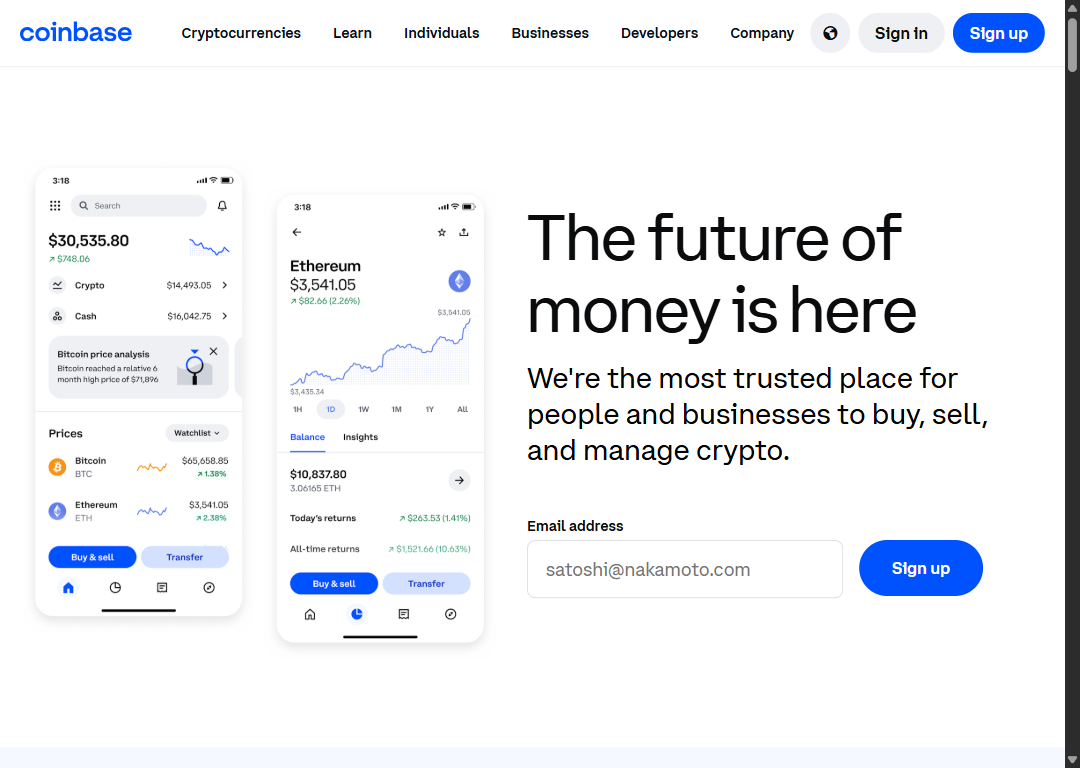 coinbase
Cryptocurrencies
Learn
Individuals
Businesses
Developers
Company
Sign in
Sign up
3:18
Search
$30,535.80
↗ $748.06
Crypto
$14,493.05
Cash
$16,042.75
Bitcoin price analysis
Bitcoin reached a relative 6
month high price of $71,896
Prices
Watchlist
Bitcoin
$65,658.85
BTC
↗ 1.38%
Ethereum
$3,541.05
ETH
↗ 2.38%
Buy & sell
Transfer
3:18
Ethereum
$3,541.05
↗ $82.66 (2.26%)
$3,541.05
$3,435.34
1H
1D
1W
1M
1Y
All
Balance
Insights
$10,837.80
3.06165 ETH
Today's returns
↗ $263.53 (1.41%)
All-time returns
↗ $1,521.66 (10.63%)
Buy & sell
Transfer
The future of
money is here
We're the most trusted place for
people and businesses to buy, sell,
and manage crypto.
Email address
satoshi@nakamoto.com
Sign up